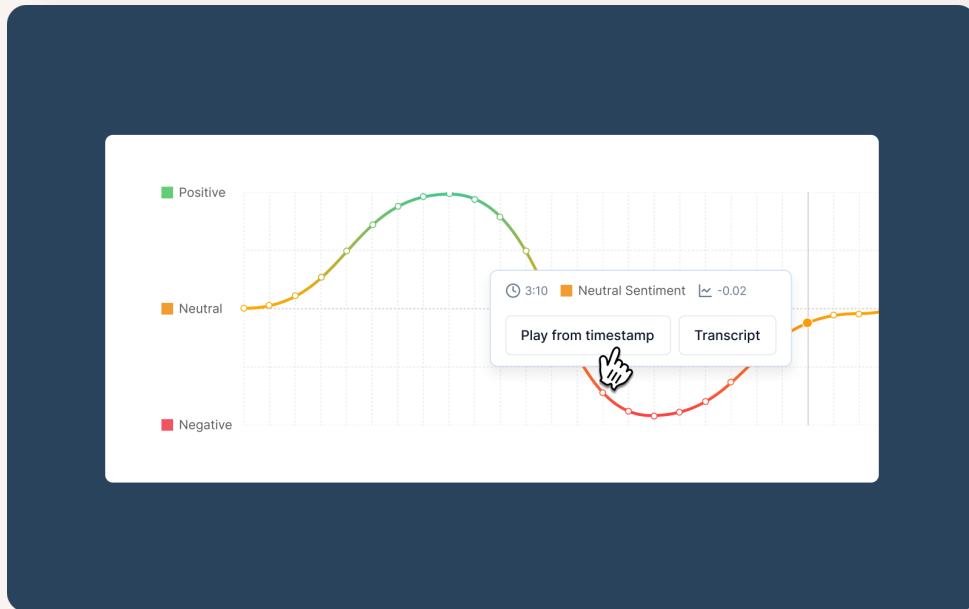 Positive
Neutral
Negative
3:10 Neutral Sentiment -0.02
Play from timestamp Transcript